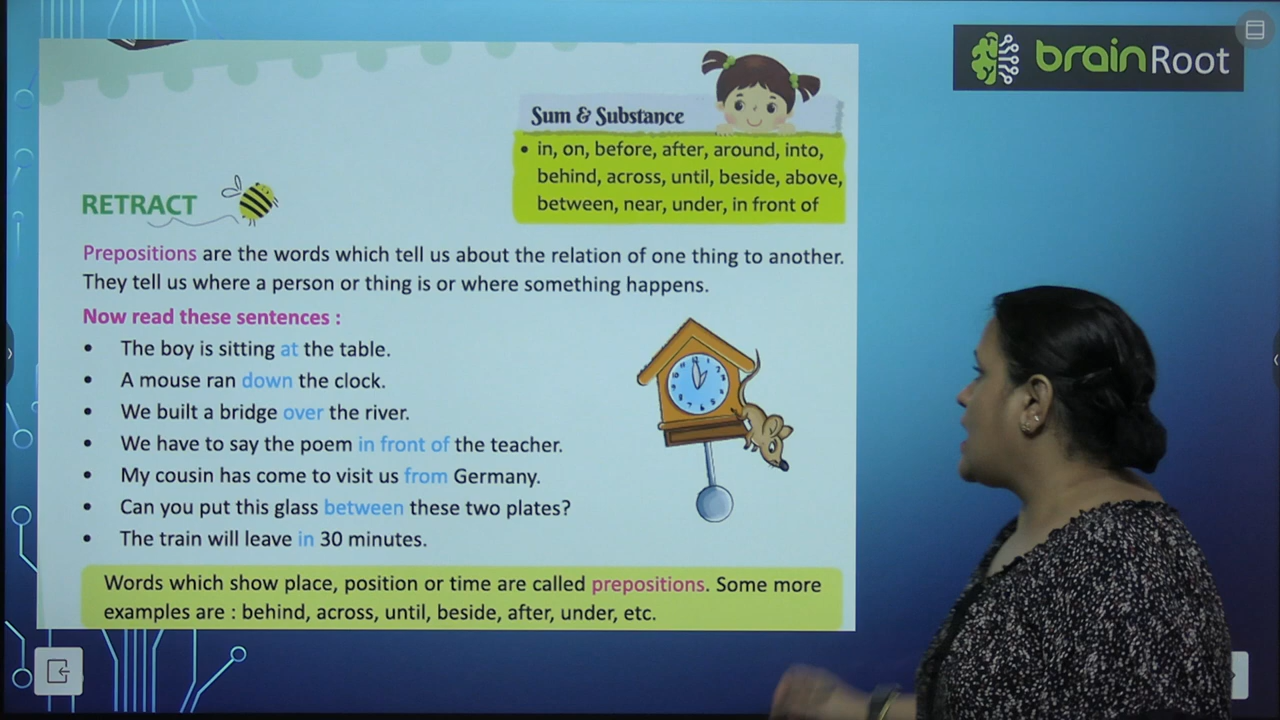 brainRoot
Sum & Substance
• in, on, before, after, around, into,
behind, across, until, beside, above,
between, near, under, in front of
RETRACT
Prepositions are the words which tell us about the relation of one thing to another.
They tell us where a person or thing is or where something happens.
Now read these sentences :
• The boy is sitting at the table.
• A mouse ran down the clock.
• We built a bridge over the river.
• We have to say the poem in front of the teacher.
• My cousin has come to visit us from Germany.
• Can you put this glass between these two plates?
• The train will leave in 30 minutes.
Words which show place, position or time are called prepositions. Some more
examples are : behind, across, until, beside, after, under, etc.